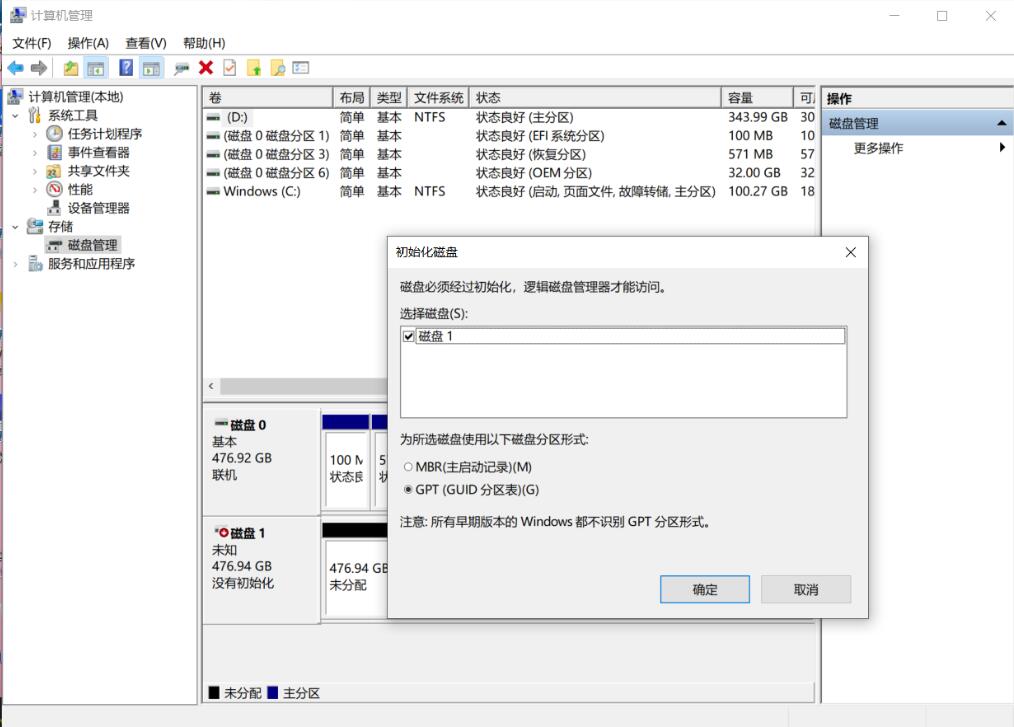 计算机管理
文件(F) 操作(A) 查看(V) 帮助(H)
计算机管理(本地)
系统工具
任务计划程序
事件查看器
共享文件夹
性能
设备管理器
存储
磁盘管理
服务和应用程序
卷 布局 类型 文件系统 状态 容量
(D:) 简单 基本 NTFS 状态良好 (主分区) 343.99 GB 30
(磁盘 0 磁盘分区 1) 简单 基本 状态良好 (EFI 系统分区) 100 MB 10
(磁盘 0 磁盘分区 3) 简单 基本 状态良好 (恢复分区) 571 MB 57
(磁盘 0 磁盘分区 6) 简单 基本 状态良好 (OEM 分区) 32.00 GB 32
Windows (C:) 简单 基本 NTFS 状态良好 (启动, 页面文件, 故障转储, 主分区) 100.27 GB 18
操作
磁盘管理
更多操作
初始化磁盘
磁盘必须经过初始化，逻辑磁盘管理器才能访问。
选择磁盘(S):
磁盘 1
为所选磁盘使用以下磁盘分区形式:
MBR(主启动记录)(M)
GPT (GUID 分区表)(G)
注意: 所有早期版本的 Windows 都不识别 GPT 分区形式。
确定 取消
磁盘 0
基本
476.92 GB
联机
100 M
状态良
5
磁盘 1
未知
476.94 GB
没有初始化
476.94 GB
未分配
未分配 主分区